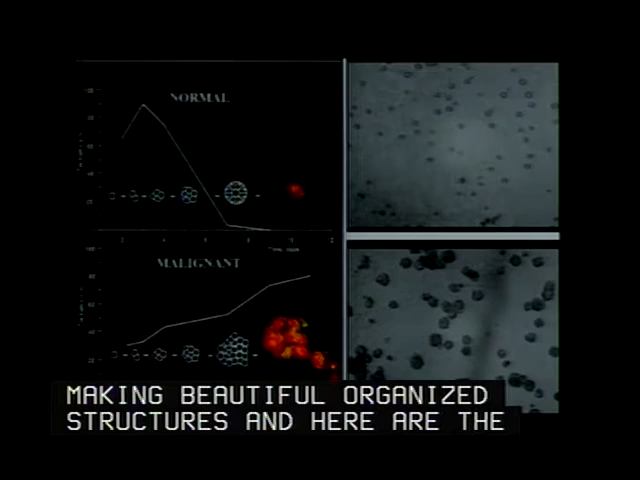 NORMAL
MALIGNANT
MAKING BEAUTIFUL ORGANIZED
STRUCTURES AND HERE ARE THE